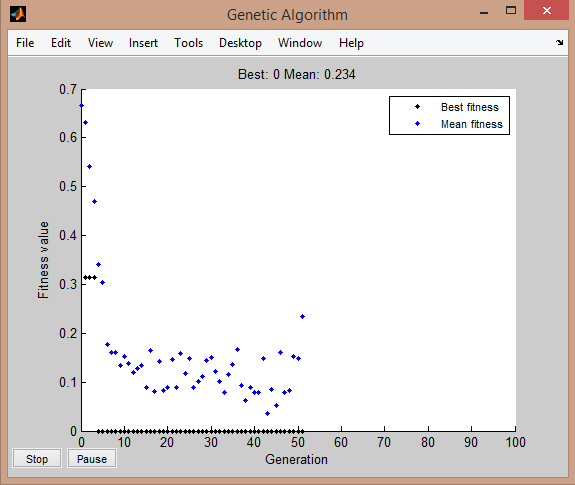 Genetic Algorithm
File Edit View Insert Tools Desktop Window Help
Best: 0 Mean: 0.234
0.7
0.6
0.5
0.4
0.3
0.2
0.1
0
Fitness value
Best fitness
Mean fitness
0 10 20 30 40 50 60 70 80 90 100
Generation
Stop Pause